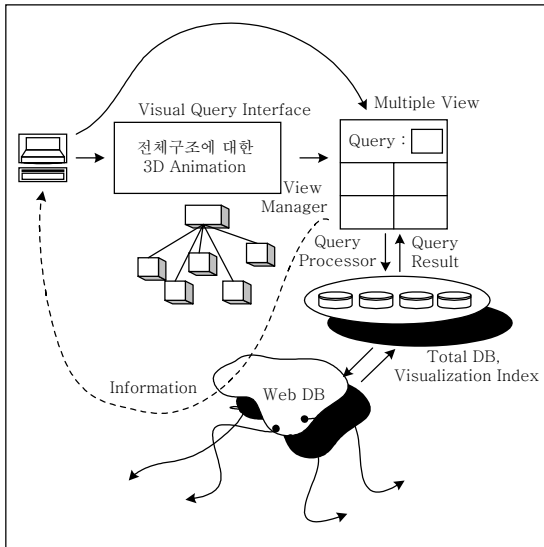 Visual Query Interface
Multiple View
전체구조에 대한
3D Animation
Query :
View
Manager
Query
Processor
Query
Result
Total DB,
Visualization Index
Information
Web DB